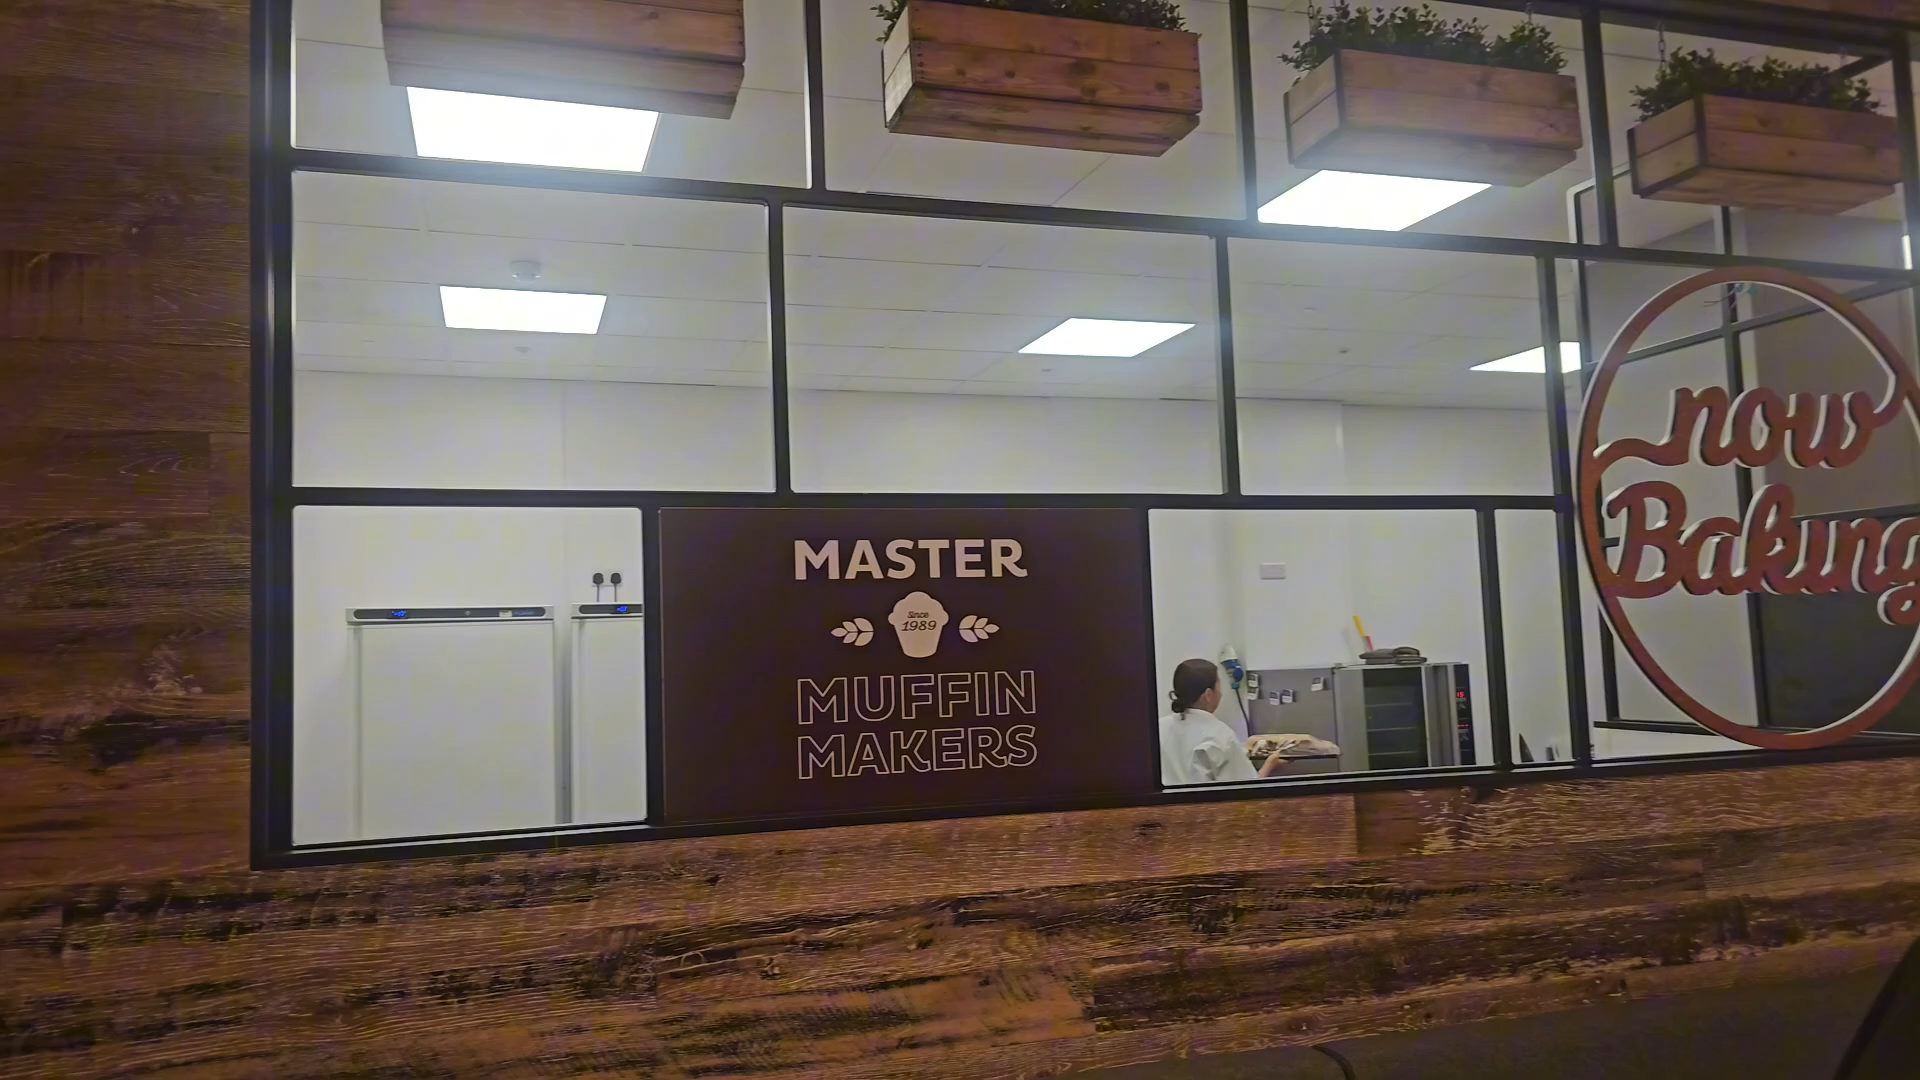 MASTER
Since
1989
MUFFIN
MAKERS
now
Baking